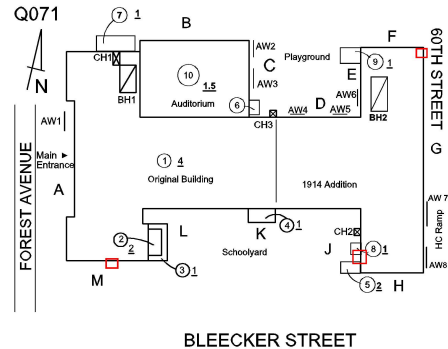 Q071
N
7 1
B
F
60TH STREET
CH1
AW2
C
AW3
Playground
9 1
E
10 1.5
Auditorium
BH1
6
CH3
D
AW4 AW5
AW6
BH2
AW1
G
Main ►
Entrance
1 4
Original Building
A
1914 Addition
FOREST AVENUE
AW 7
HC Ramp
AW8
L
K
4 1
CH2
J
8 1
2
2
3 1
Schoolyard
5 2
M
H
BLEECKER STREET